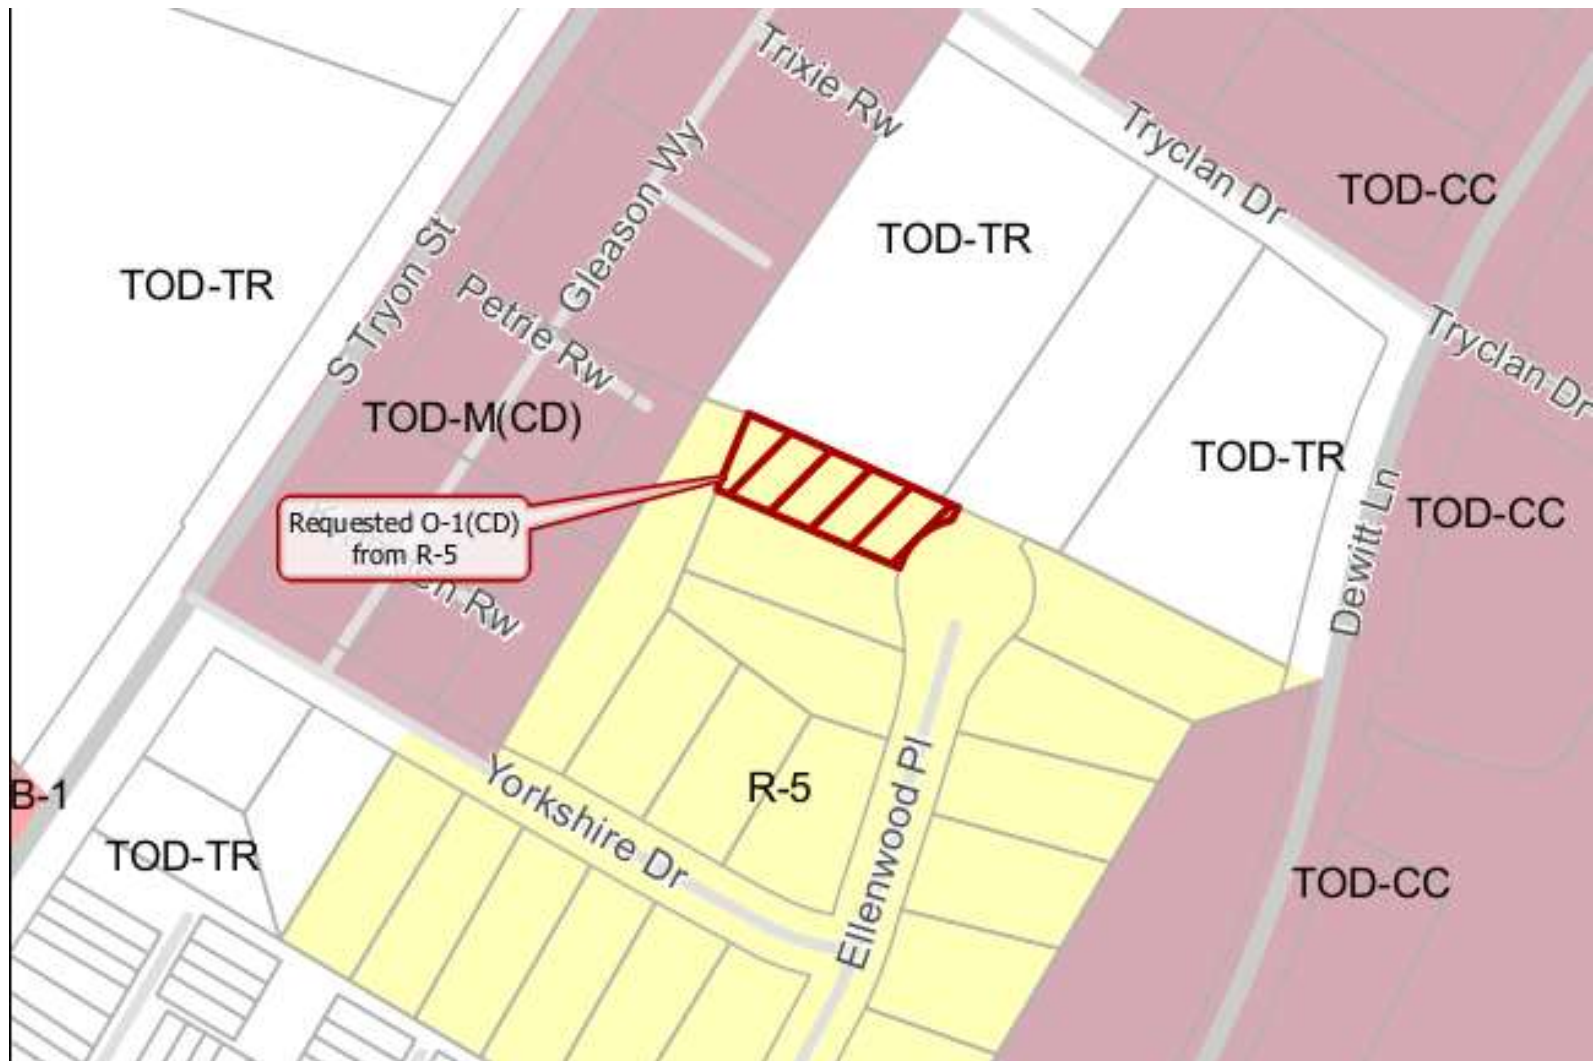 Trixie Rw
Tryclan Dr
TOD-CC
Gleason Wy
TOD-TR
TOD-TR
S Tryon St
Petrie Rw
Tryclan Dr
TOD-M(CD)
TOD-TR
Dewitt Ln
TOD-CC
Requested O-1(CD)
from R-5
Rw
B-1
Yorkshire Dr
R-5
Ellenwood Pl
TOD-TR
TOD-CC